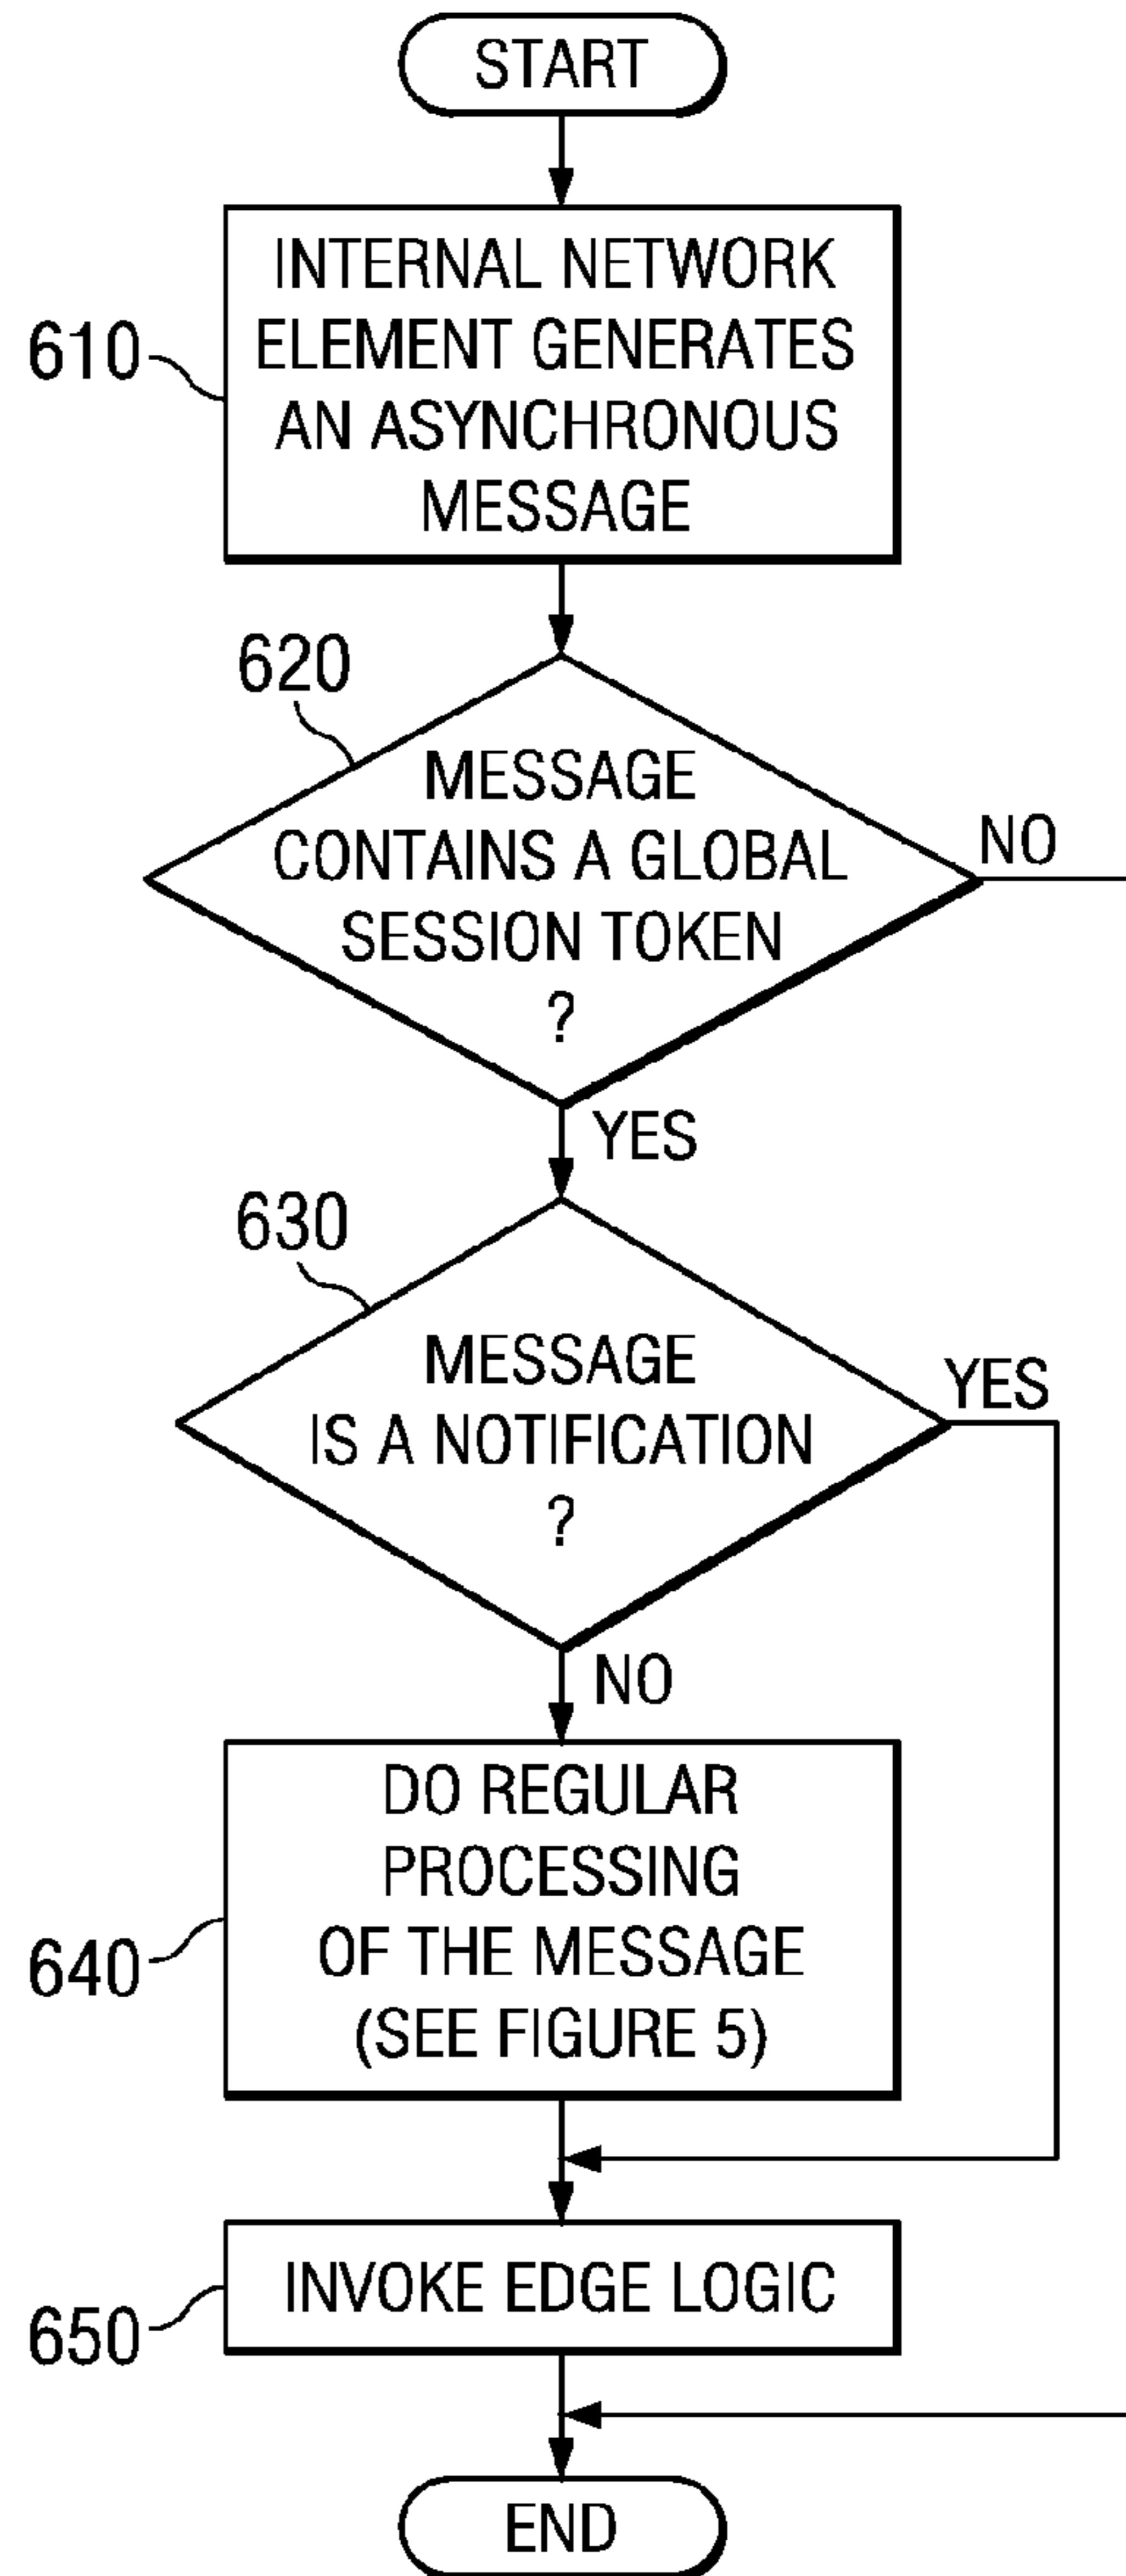 START
INTERNAL NETWORK
ELEMENT GENERATES
AN ASYNCHRONOUS
MESSAGE
610
620
MESSAGE
CONTAINS A GLOBAL
SESSION TOKEN
?
NO
YES
630
MESSAGE
IS A NOTIFICATION
?
YES
NO
DO REGULAR
PROCESSING
OF THE MESSAGE
(SEE FIGURE 5)
640
INVOKE EDGE LOGIC
650
END